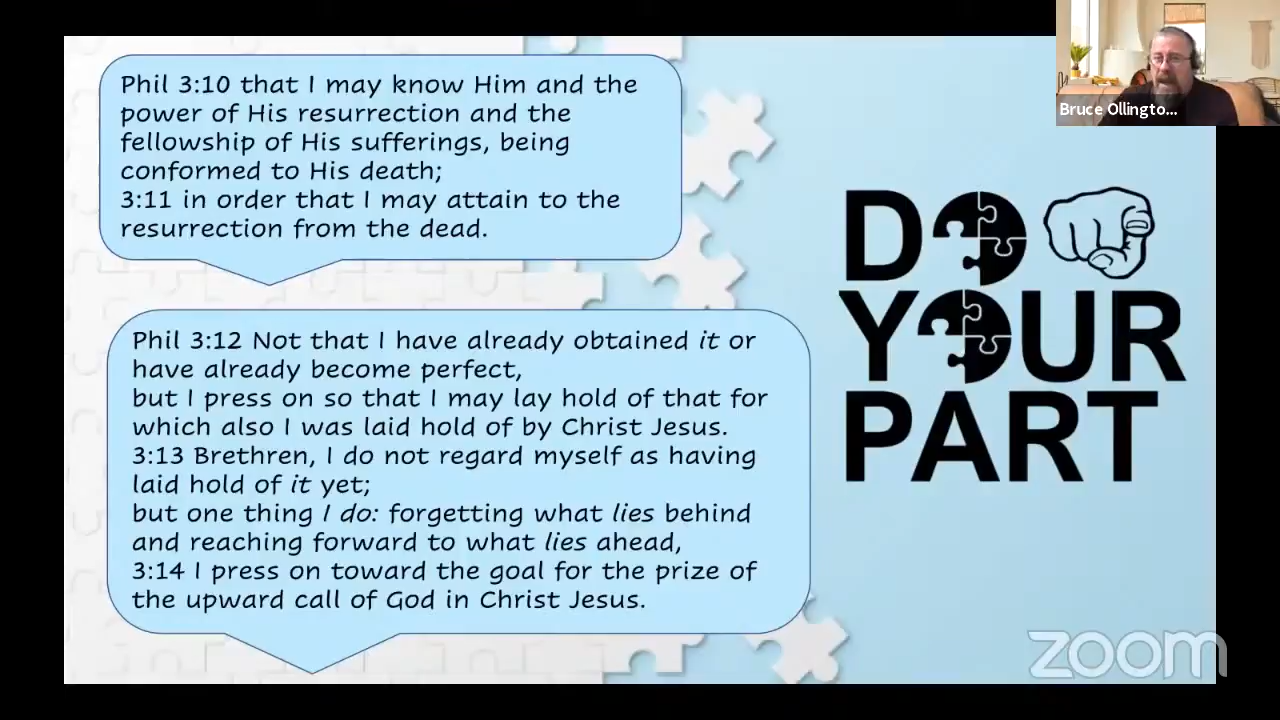 Phil 3:10 that I may know Him and the
power of His resurrection and the
fellowship of His sufferings, being
conformed to His death;
3:11 in order that I may attain to the
resurrection from the dead.
Phil 3:12 Not that I have already obtained it or
have already become perfect,
but I press on so that I may lay hold of that for
which also I was laid hold of by Christ Jesus.
3:13 Brethren, I do not regard myself as having
laid hold of it yet;
but one thing I do: forgetting what lies behind
and reaching forward to what lies ahead,
3:14 I press on toward the goal for the prize of
the upward call of God in Christ Jesus.
Bruce Ollingto...
DO
YOUR
PART
zoom